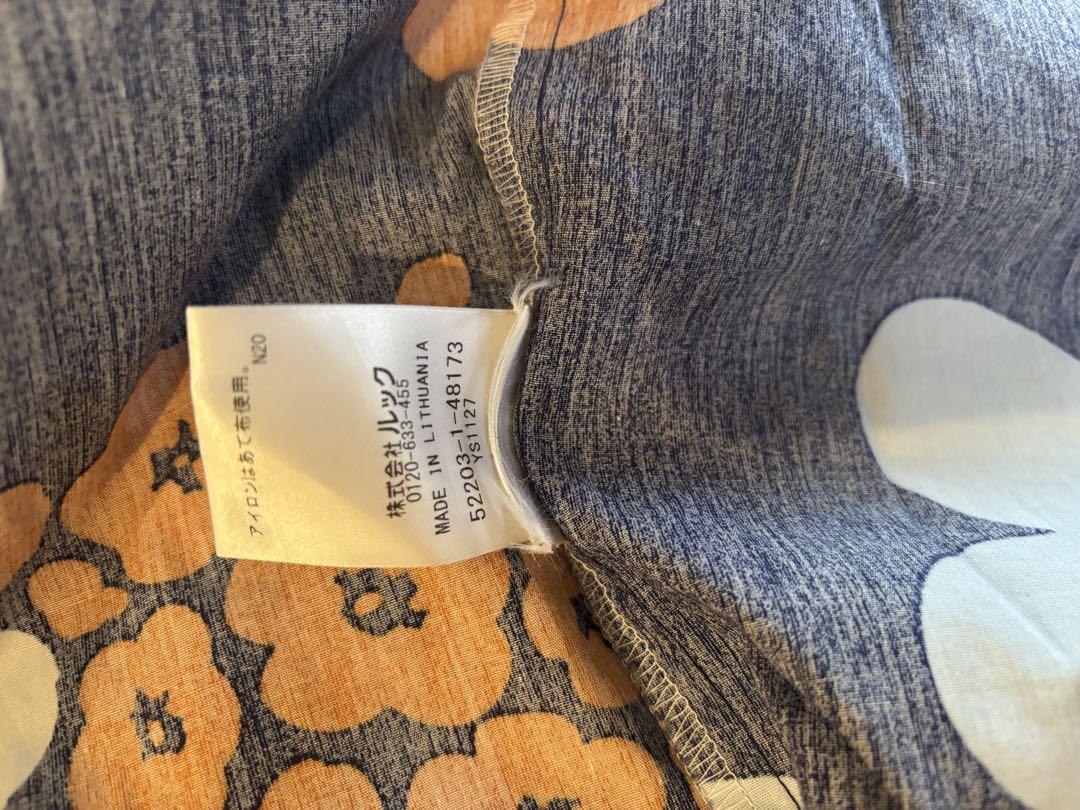 アイロンはあて布使用。
N20
株式会社ルック
0120-633-455
MADE IN LITHUANIA
52203-1-48173
YS1127